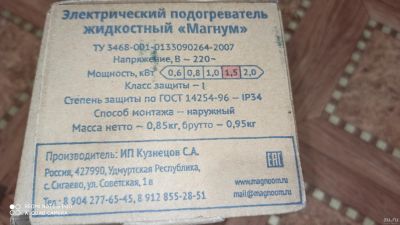 Электрический подогреватель
жидкостный «Магнум»
ТУ 3468-001-0133090264-2007
Напряжение, В — 220~
Мощность, кВт 0,6 0,8 1,0 1,5 2,0
Класс защиты — I
Степень защиты по ГОСТ 14254-96 — IP34
Способ монтажа — наружный
Масса нетто — 0,85кг, брутто — 0,95кг
Производитель: ИП Кузнецов С.А.
Россия, 427990, Удмуртская Республика,
с. Сигаево, ул. Советская, 1в
Тел: 8 904 277-65-45, 8 912 855-28-51
EAC
www.magnoom.ru
mail@magnoom.ru